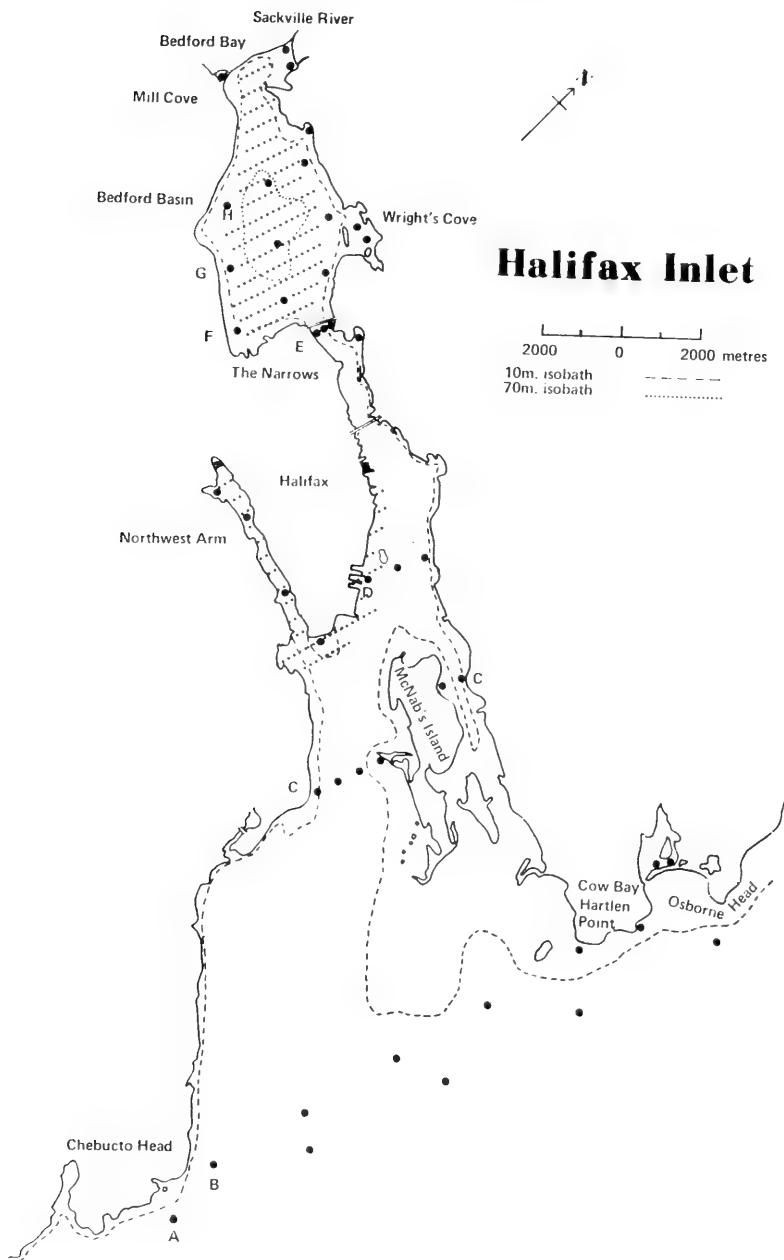 Sackville River
Bedford Bay
Mill Cove
Bedford Basin
H
Wright's Cove
G
Halifax Inlet
F
E
2000 0 2000 metres
The Narrows
10m. isobath
70m. isobath
Halifax
Northwest Arm
D
C
McNab's Island
C
Cow Bay
Hartlen
Point
Osborne Head
Chebucto Head
B
A